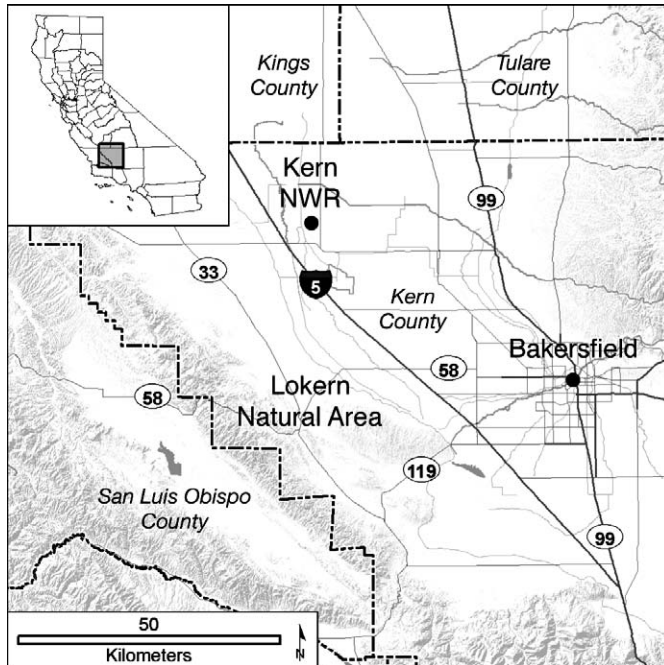 Kings
County
Tulare
County
Kern
NWR
99
33
5
Kern
County
Bakersfield
58
Lokern
Natural Area
58
119
San Luis Obispo
County
99
50
Kilometers
N